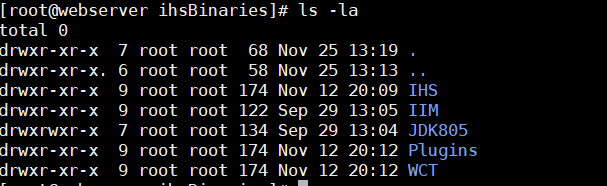 [root@webserver ihsBinaries]# ls -la
total 0
drwxr-xr-x 7 root root 68 Nov 25 13:19 .
drwxr-xr-x. 6 root root 58 Nov 25 13:13 ..
drwxr-xr-x 9 root root 174 Nov 12 20:09 IHS
drwxr-xr-x 9 root root 122 Sep 29 13:05 IIM
drwxrwxr-x 7 root root 134 Sep 29 13:04 JDK805
drwxr-xr-x 9 root root 174 Nov 12 20:12 Plugins
drwxr-xr-x 9 root root 174 Nov 12 20:12 WCT